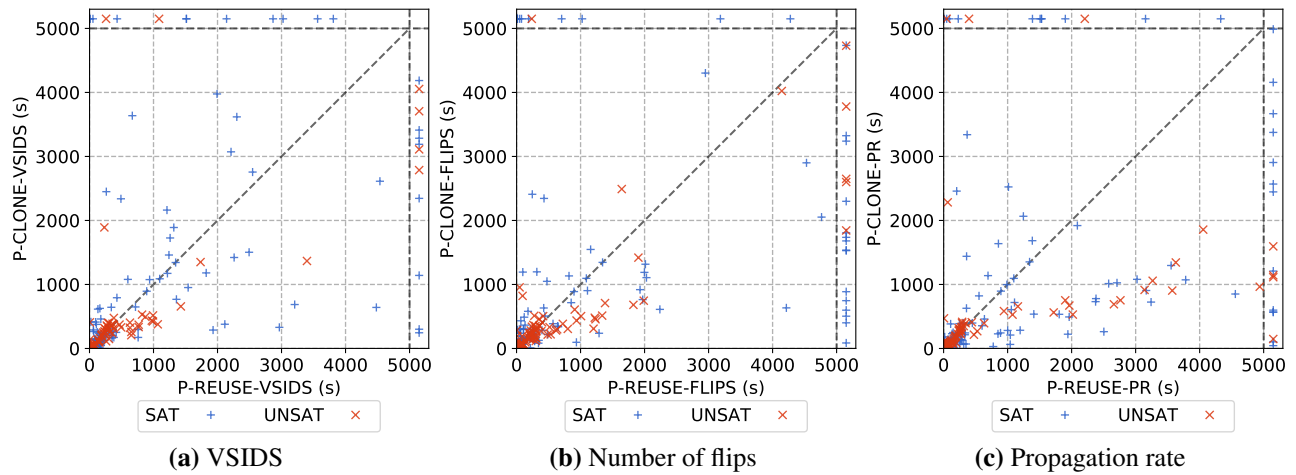 5000
4000
3000
2000
1000
0
P-CLONE-VSIDS (s)
0 1000 2000 3000 4000 5000
P-REUSE-VSIDS (s)
SAT + UNSAT ×
(a) VSIDS
5000
4000
3000
2000
1000
0
P-CLONE-FLIPS (s)
0 1000 2000 3000 4000 5000
P-REUSE-FLIPS (s)
SAT + UNSAT ×
(b) Number of flips
5000
4000
3000
2000
1000
0
P-CLONE-PR (s)
0 1000 2000 3000 4000 5000
P-REUSE-PR (s)
SAT + UNSAT ×
(c) Propagation rate